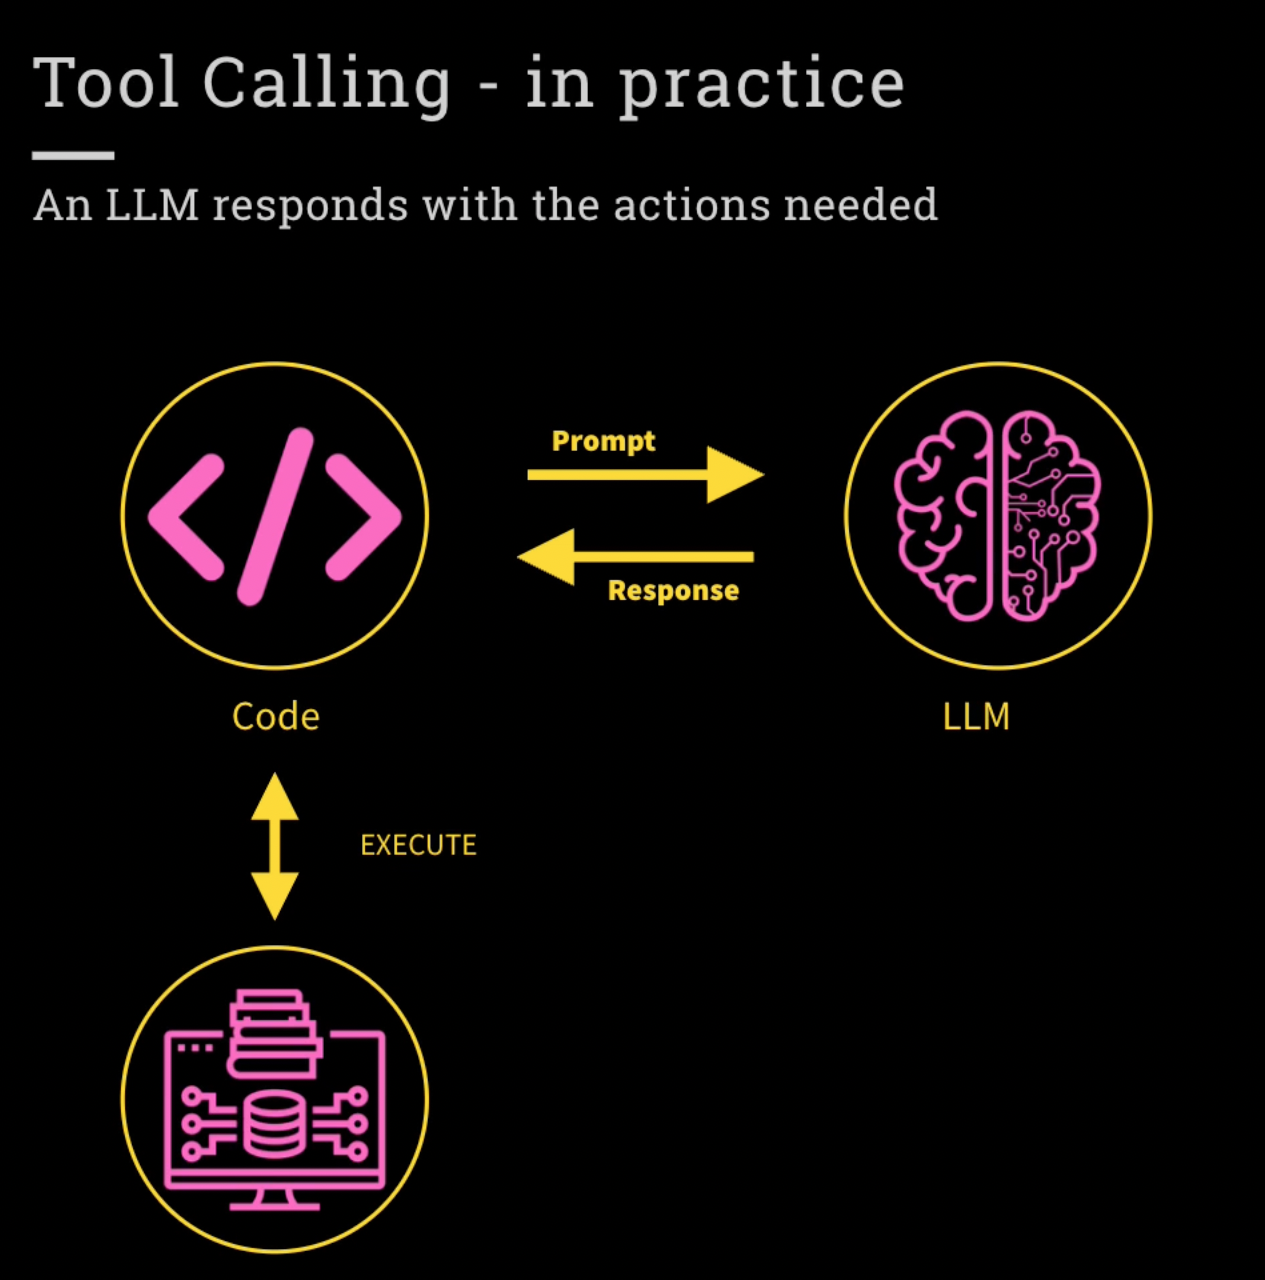 Tool Calling - in practice
An LLM responds with the actions needed
Prompt
Response
Code
LLM
EXECUTE